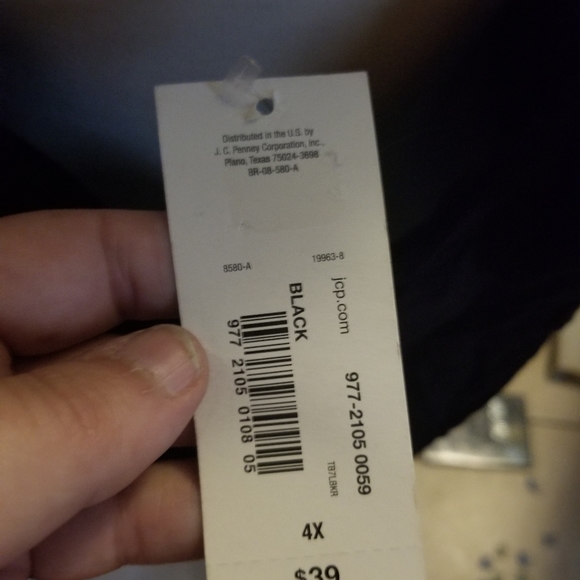 Distributed in the U.S. by
J. C. Penney Corporation, Inc.,
Plano, Texas 75024-3698
BR-08-580-A
8580-A
19963-8
jcp.com
BLACK
977 2105 0108 05
977-2105 0059
TB7LBKR
4X
$39